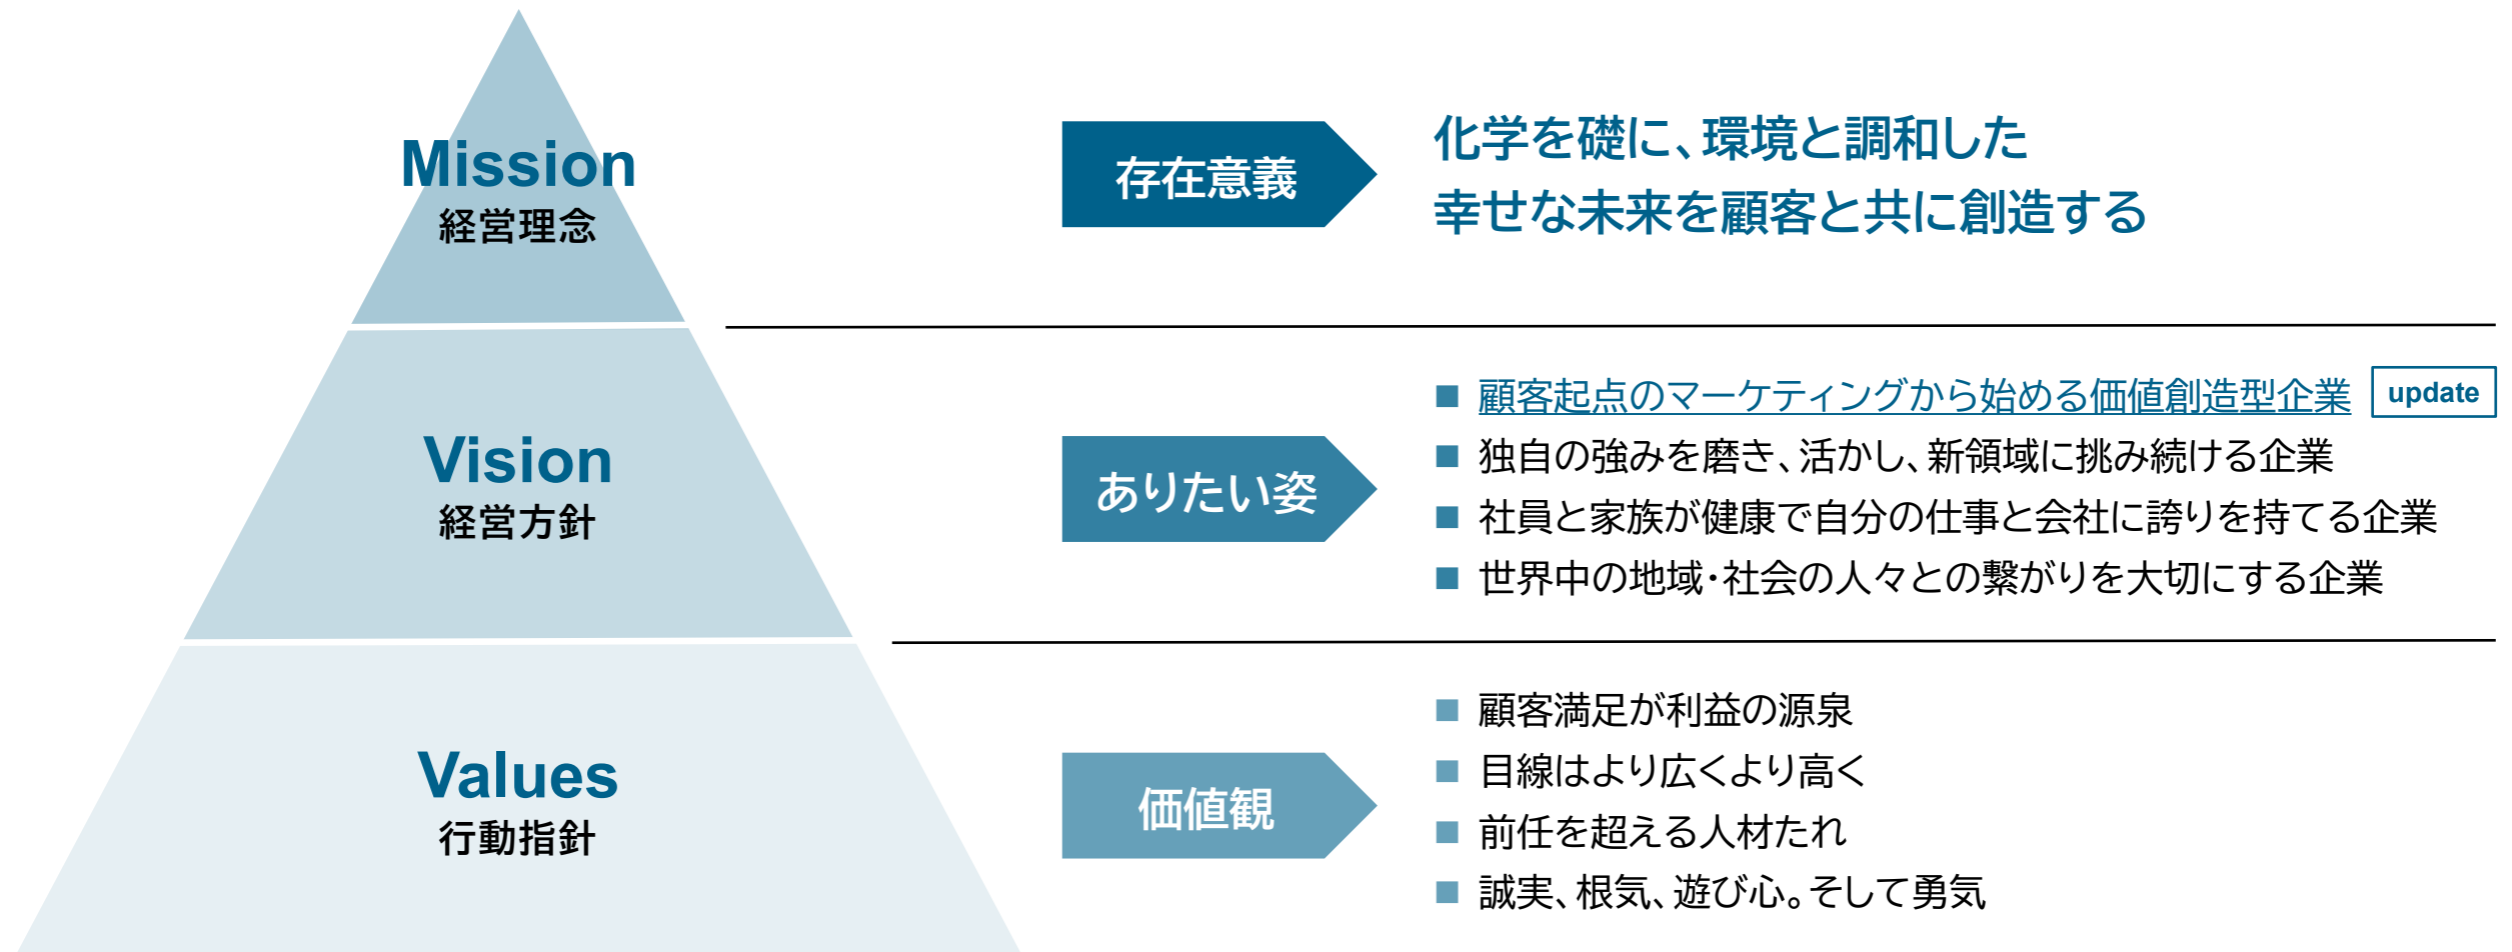 Mission
経営理念
存在意義
化学を礎に、環境と調和した
幸せな未来を顧客と共に創造する
Vision
経営方針
ありたい姿
■ 顧客起点のマーケティングから始める価値創造型企業 update
■ 独自の強みを磨き、活かし、新領域に挑み続ける企業
■ 社員と家族が健康で自分の仕事と会社に誇りを持てる企業
■ 世界中の地域・社会の人々との繋がりを大切にする企業
Values
行動指針
価値観
■ 顧客満足が利益の源泉
■ 目線はより広くより高く
■ 前任を超える人材たれ
■ 誠実、根気、遊び心。そして勇気